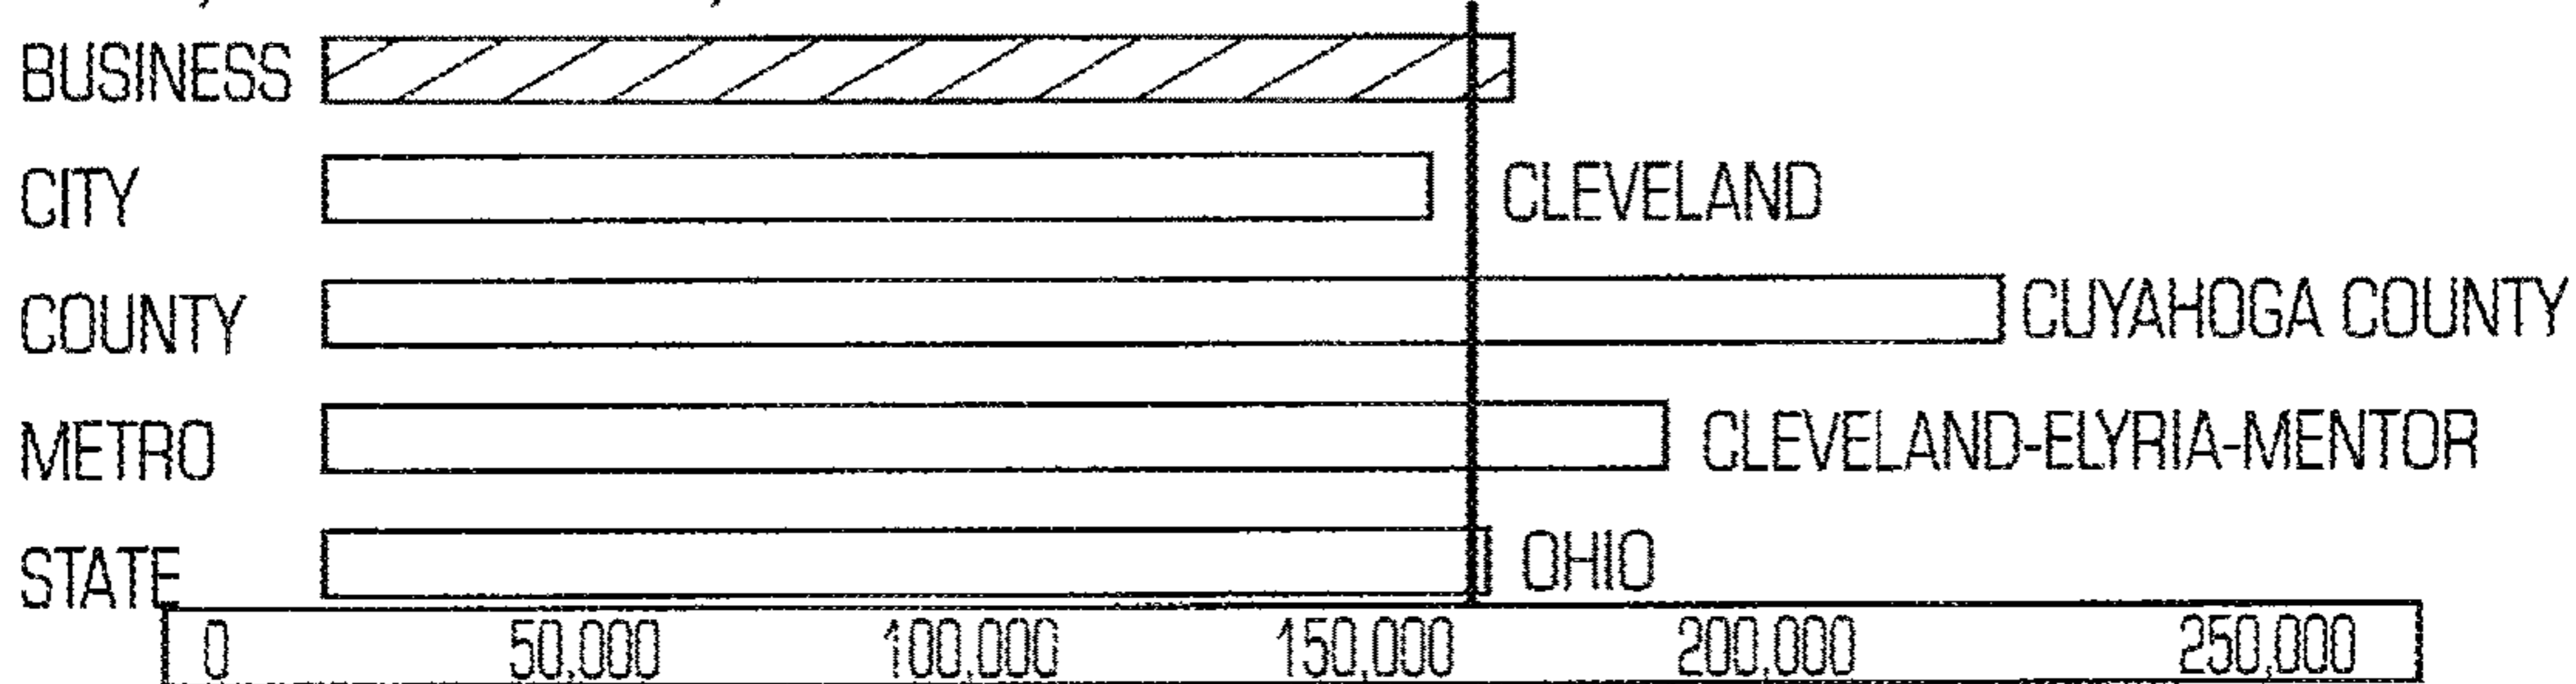 BUSINESS
CITY CLEVELAND
COUNTY CUYAHOGA COUNTY
METRO CLEVELAND-ELYRIA-MENTOR
STATE OHIO
0 50,000 100,000 150,000 200,000 250,000